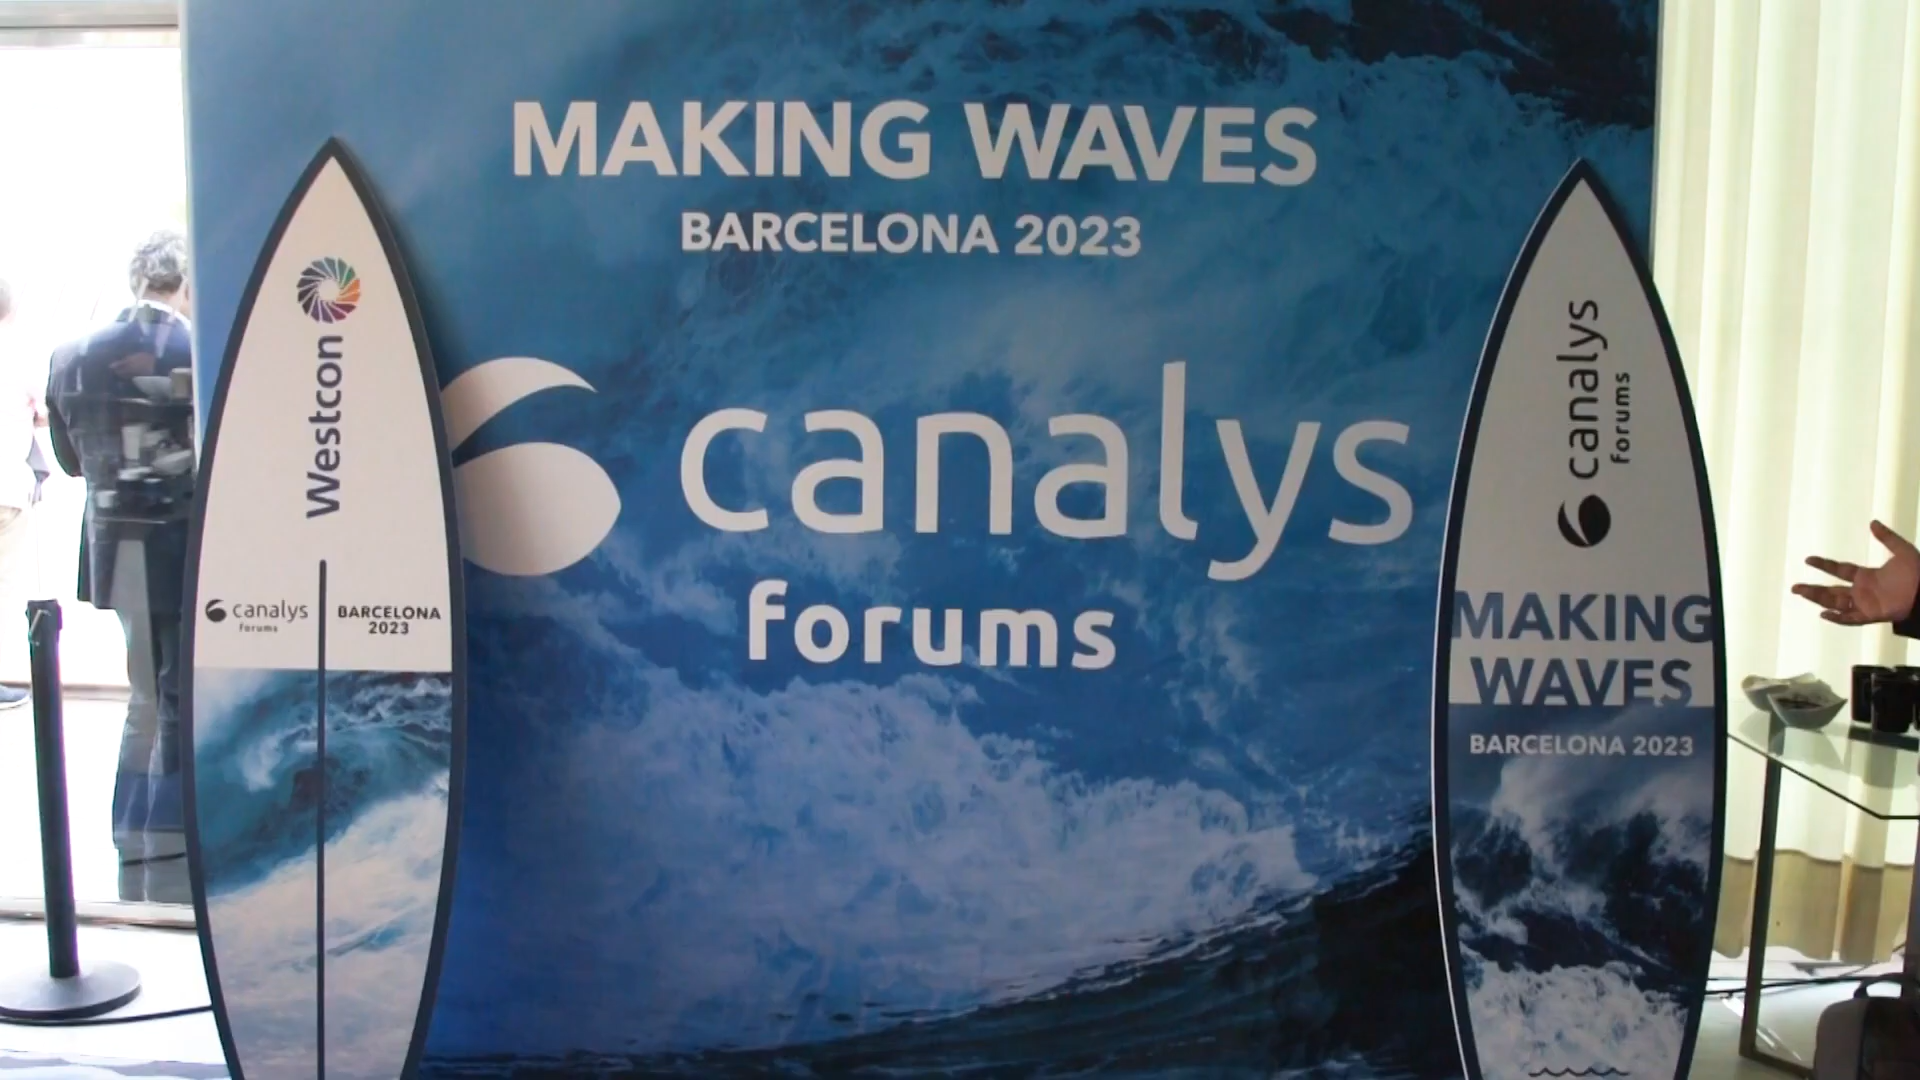 MAKING WAVES
BARCELONA 2023
canalys
forums
Westcon
canalys
forums
BARCELONA
2023
canalys
forums
MAKING
WAVES
BARCELONA 2023